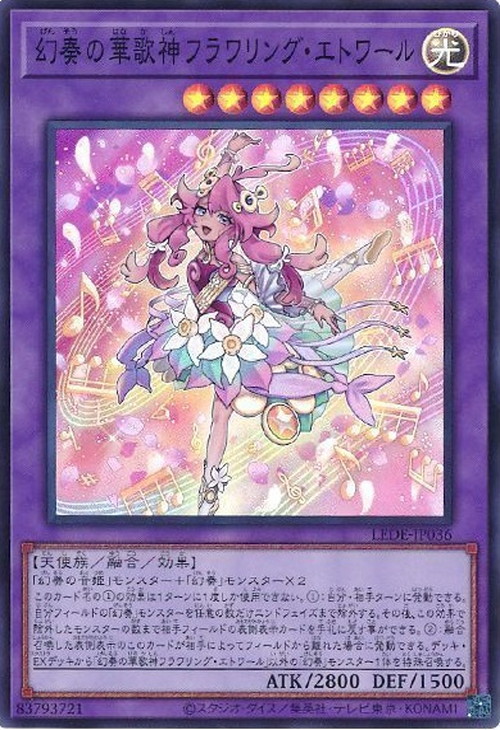 幻奏の華歌神フラワリング・エトワール
光
LEDE-JP036
【天使族/融合/効果】
「幻奏の音姫」モンスター+「幻奏」モンスター×2
このカード名の①の効果は1ターンに1度しか使用できない。①:自分・相手ターンに発動できる。
自分フィールドの「幻奏」モンスターを任意の数だけエンドフェイズまで除外する。その後、この効果で
除外したモンスターの数まで相手フィールドの表側表示カードを手札に戻す事ができる。②:融合
召喚した表側表示のこのカードが相手によってフィールドから離れた場合に発動できる。デッキ・
EXデッキから「幻奏の華歌神フラワリング・エトワール」以外の「幻奏」モンスター1体を特殊召喚する。
ATK/2800 DEF/1500
83793721 ©スタジオ・ダイス/集英社・テレビ東京・KONAMI